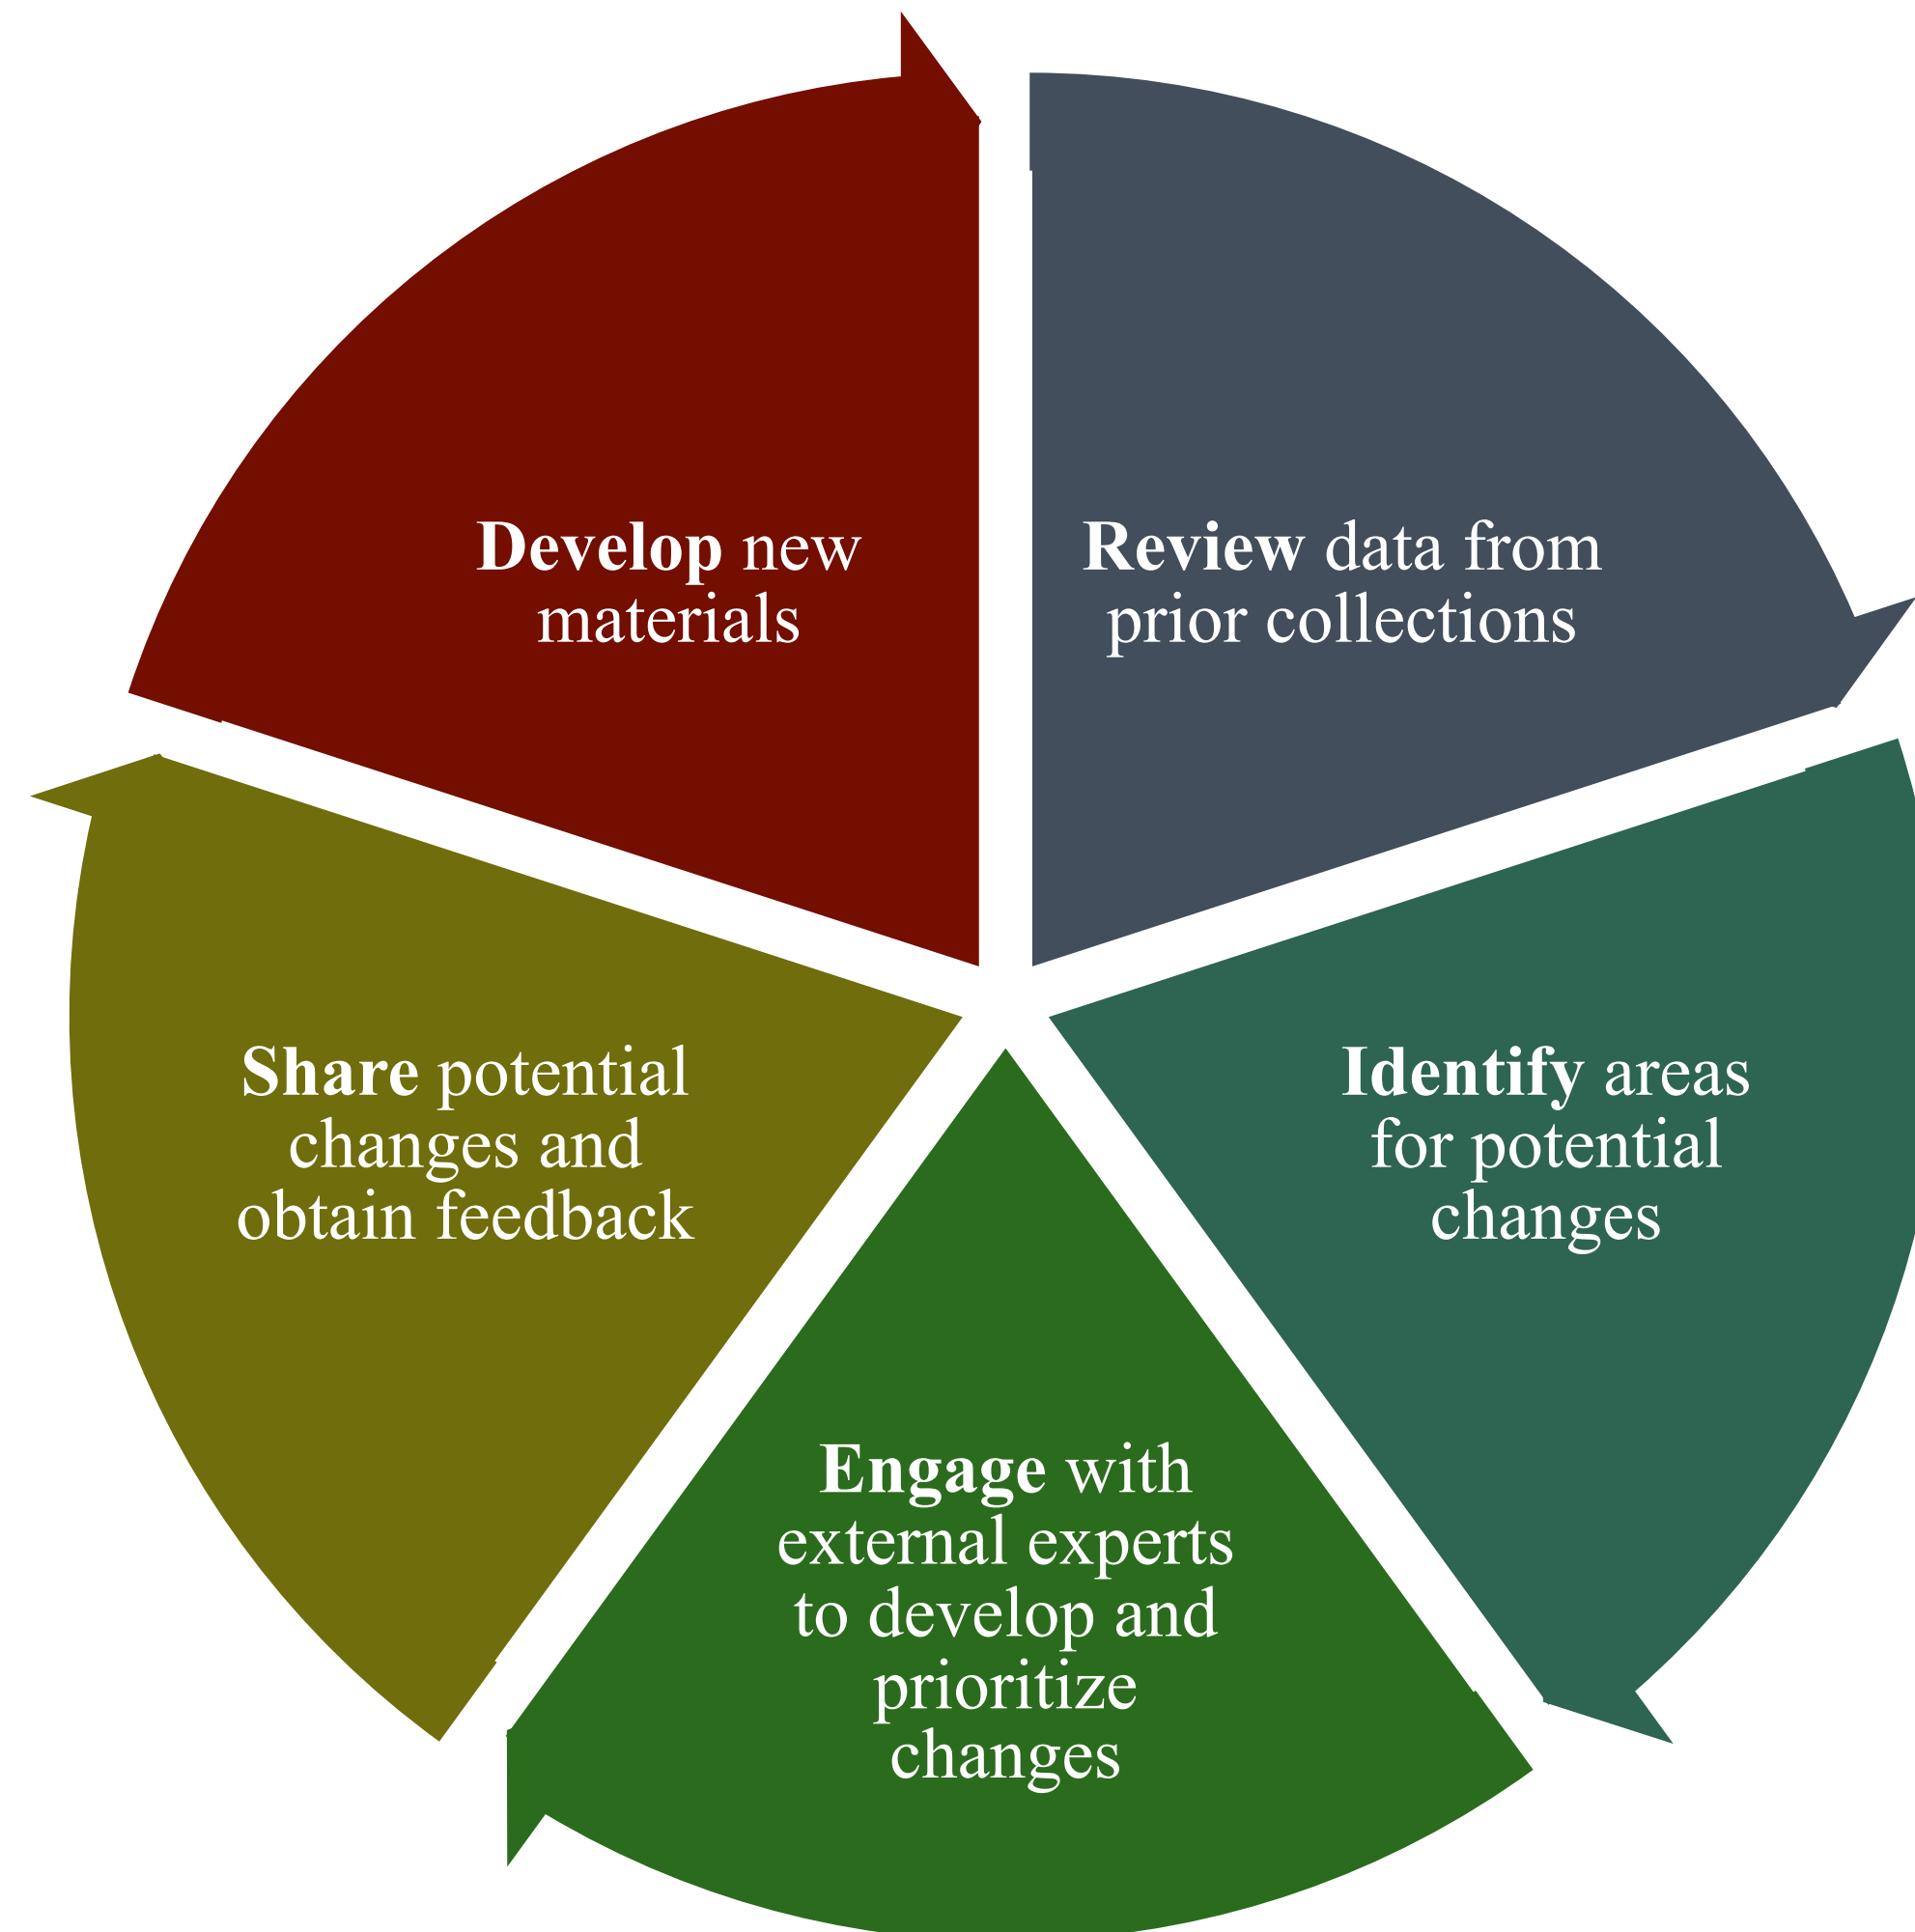 Develop new
materials
Review data from
prior collections
Share potential
changes and
obtain feedback
Identify areas
for potential
changes
Engage with
external experts
to develop and
prioritize
changes